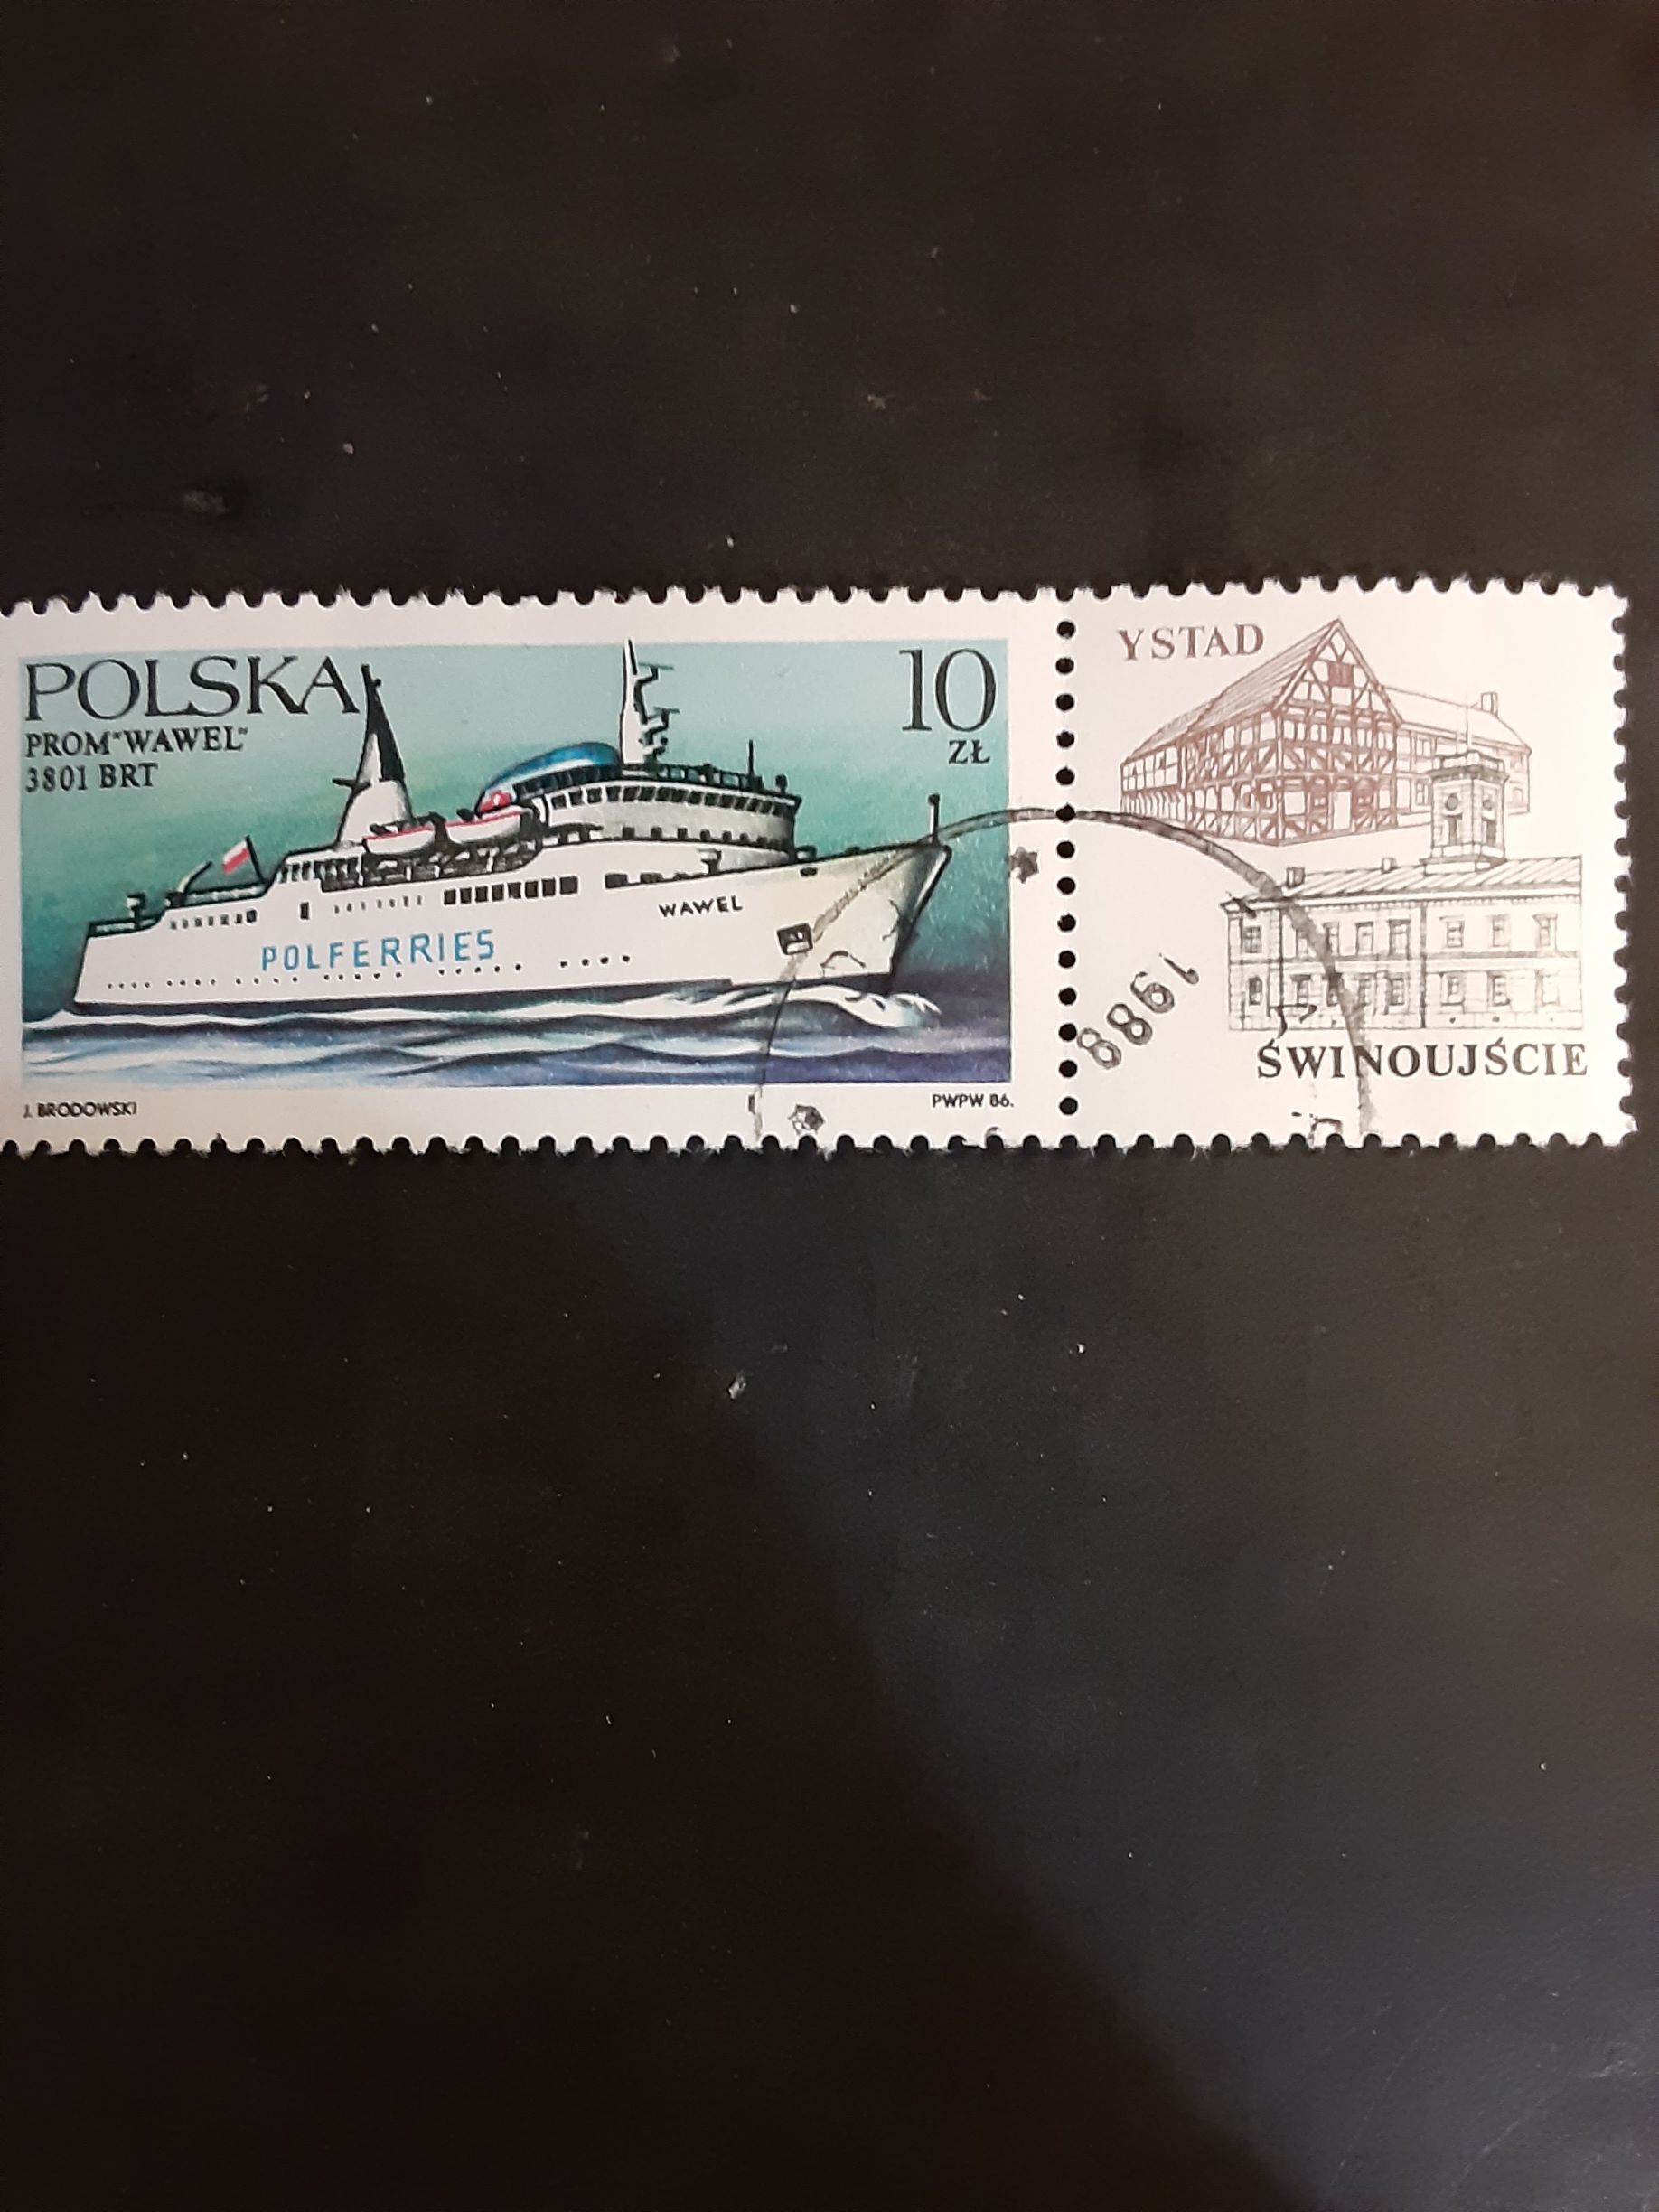 POLSKA
PROM "WAWEL"
3801 BRT
10
ZŁ
WAWEL
POLFERRIES
J. BRODOWSKI
PWPW 86.
YSTAD
1988
ŚWINOUJŚCIE